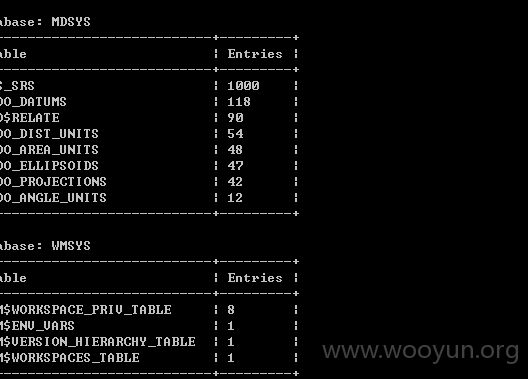 abase: MDSYS
able | Entries
$_SRS | 1000
DO_DATUMS | 118
D$RELATE | 90
DO_DIST_UNITS | 54
DO_AREA_UNITS | 48
DO_ELLIPSOIDS | 47
DO_PROJECTIONS | 42
DO_ANGLE_UNITS | 12
abase: WMSYS
able | Entries
M$WORKSPACE_PRIV_TABLE | 8
M$ENV_VARS | 1
M$VERSION_HIERARCHY_TABLE | 1
M$WORKSPACES_TABLE | 1
www.wooyun.org